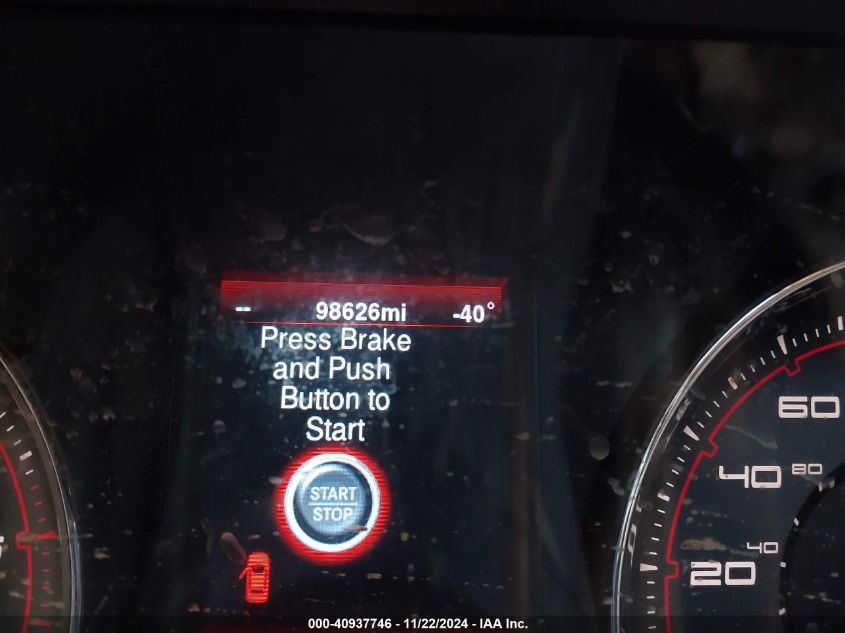 -- 98626mi -40°
Press Brake
and Push
Button to
Start
START
STOP
60
40 80
40
20
000-40937746 - 11/22/2024 - IAA Inc.